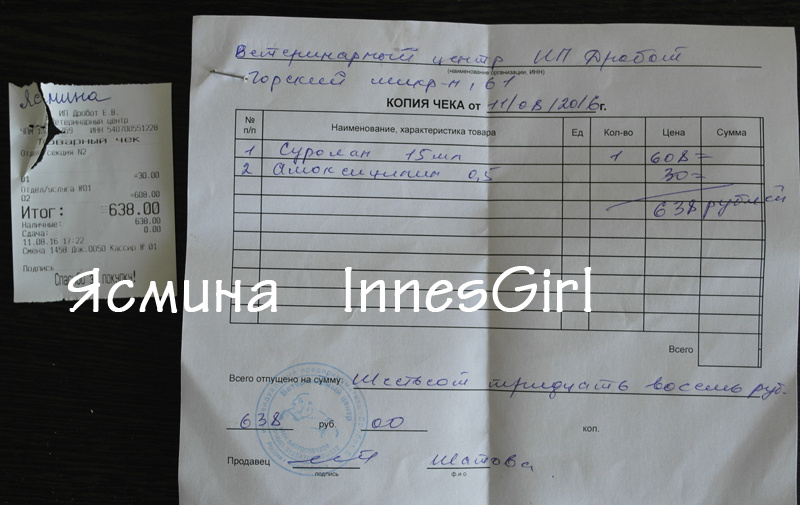 Ясмина
ИП Дробот Е.В.
Ветеринарный центр
ИНН 540700551228
Товарный чек
Отдел/секция N2
01 =30.00
Отдел/услуга №01
02 =608.00
Итог: =638.00
Наличные: 638.00
Сдача: 0.00
11.08.16 17:22
Смена 1458 Док.0050 Кассир № 01
Подпись
Спасибо за покупку!
Ветеринарный центр ИП Дробот
(наименование организации, ИНН)
Горский микр-н, 61
КОПИЯ ЧЕКА от 11/08/2016г.
№ п/п Наименование, характеристика товара Ед Кол-во Цена Сумма
1 Суролан 15мл 1 608=
2 Амоксициллин 0,5 30=
638 рублей
Ясмина InnesGirl
Всего
Всего отпущено на сумму: Шестьсот тридцать восемь руб.
638 руб. 00 коп.
Продавец Шатова
подпись ф.и.о.